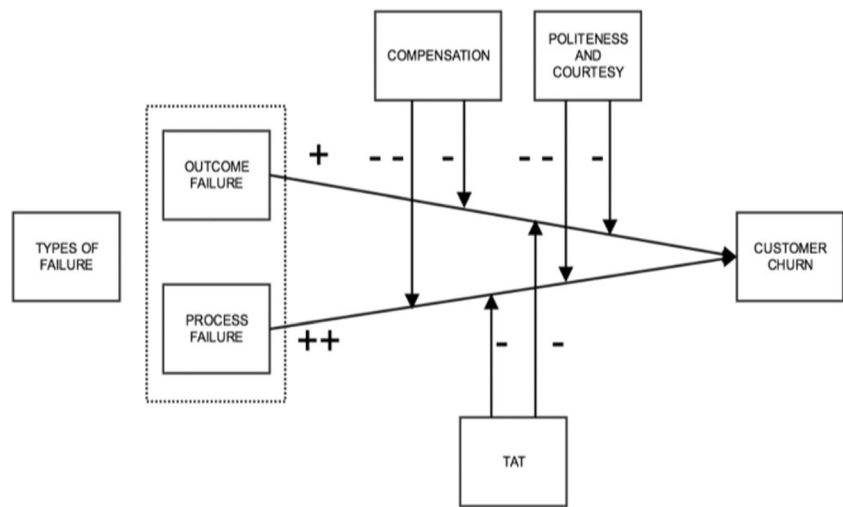 COMPENSATION
POLITENESS
AND
COURTESY
OUTCOME
FAILURE
+
- -
-
- -
-
TYPES OF
FAILURE
CUSTOMER
CHURN
PROCESS
FAILURE
++
-
-
TAT